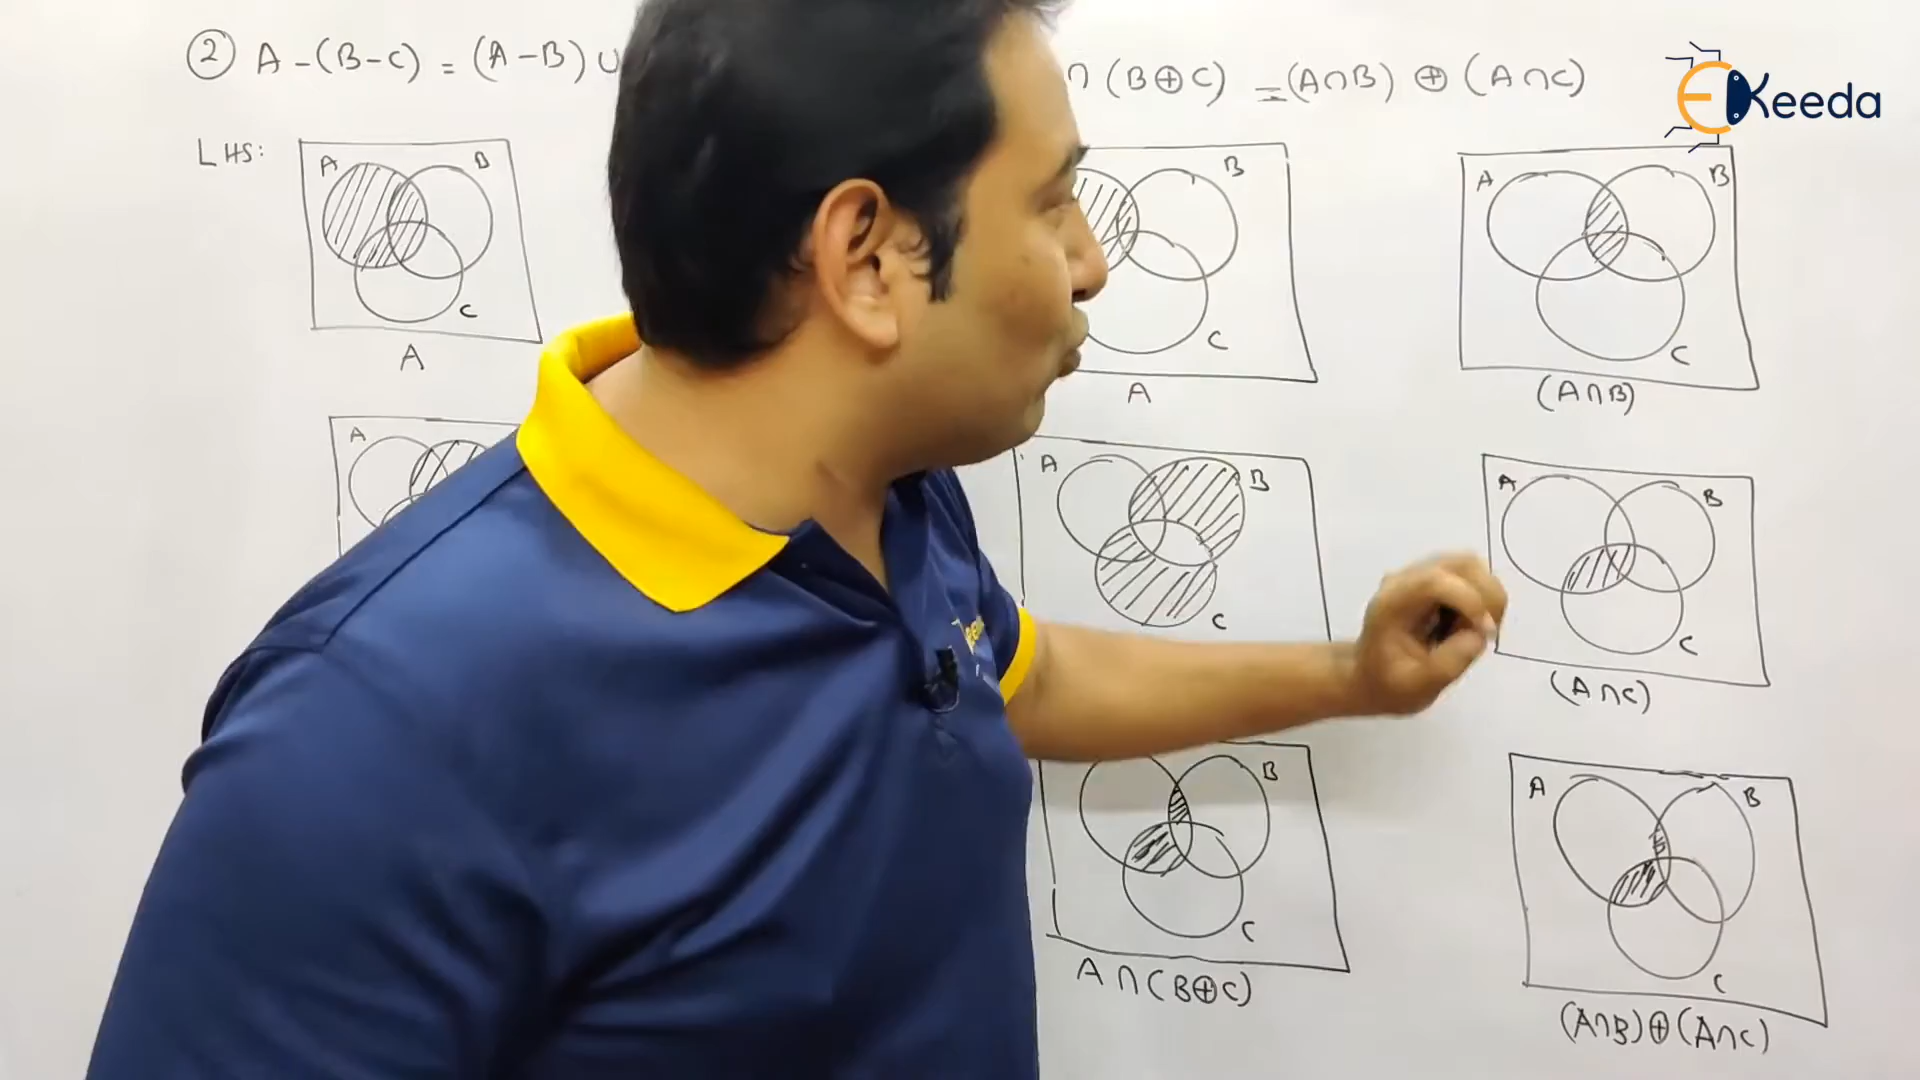 ② A-(B-C) = (A-B) ∪
∩ (B⊕C) = (A∩B) ⊕ (A∩C)
EKeeda
LHS:
A B
C
A
B
C
A
A B
C
(A∩B)
A
A B
C
A B
C
(A∩C)
B
C
A∩(B⊕C)
A B
C
(A∩B)⊕(A∩C)